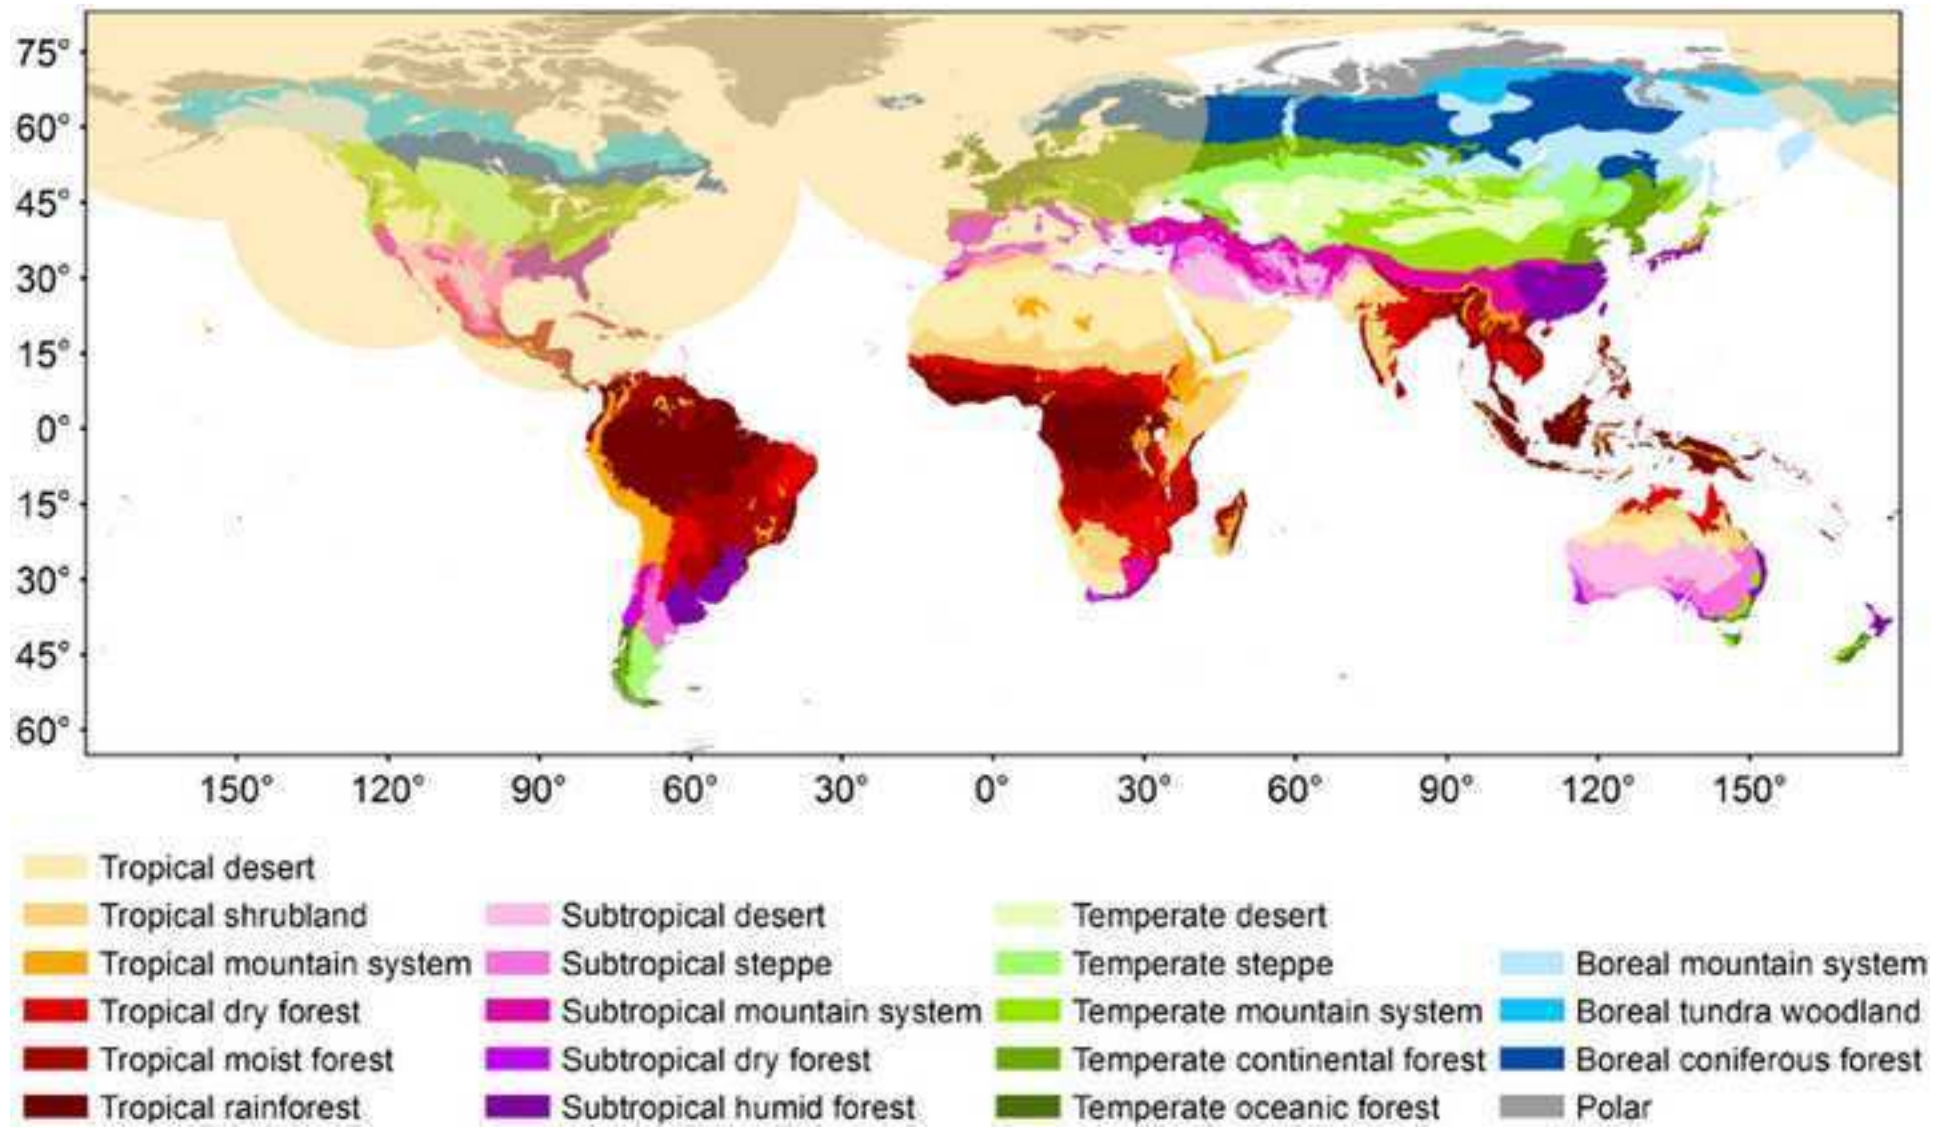 75°
60°
45°
30°
15°
0°
15°
30°
45°
60°
150° 120° 90° 60° 30° 0° 30° 60° 90° 120° 150°
Tropical desert
Tropical shrubland Subtropical desert Temperate desert
Tropical mountain system Subtropical steppe Temperate steppe Boreal mountain system
Tropical dry forest Subtropical mountain system Temperate mountain system Boreal tundra woodland
Tropical moist forest Subtropical dry forest Temperate continental forest Boreal coniferous forest
Tropical rainforest Subtropical humid forest Temperate oceanic forest Polar